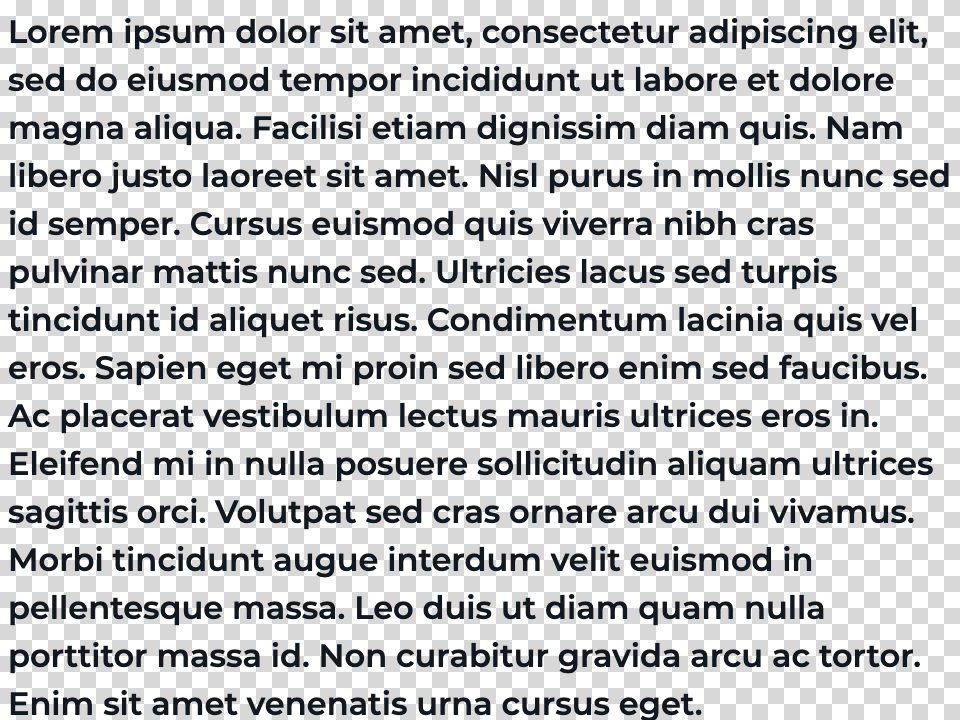 Lorem ipsum dolor sit amet, consectetur adipiscing elit,
sed do eiusmod tempor incididunt ut labore et dolore
magna aliqua. Facilisi etiam dignissim diam quis. Nam
libero justo laoreet sit amet. Nisl purus in mollis nunc sed
id semper. Cursus euismod quis viverra nibh cras
pulvinar mattis nunc sed. Ultricies lacus sed turpis
tincidunt id aliquet risus. Condimentum lacinia quis vel
eros. Sapien eget mi proin sed libero enim sed faucibus.
Ac placerat vestibulum lectus mauris ultrices eros in.
Eleifend mi in nulla posuere sollicitudin aliquam ultrices
sagittis orci. Volutpat sed cras ornare arcu dui vivamus.
Morbi tincidunt augue interdum velit euismod in
pellentesque massa. Leo duis ut diam quam nulla
porttitor massa id. Non curabitur gravida arcu ac tortor.
Enim sit amet venenatis urna cursus eget.